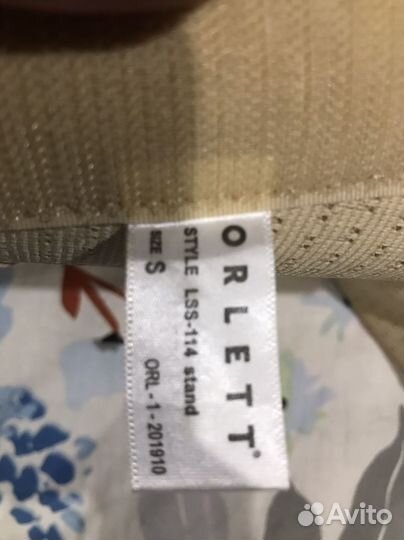 ORLETT®
STYLE LSS-114 stand
SIZE S ORL-1-201910
Avito